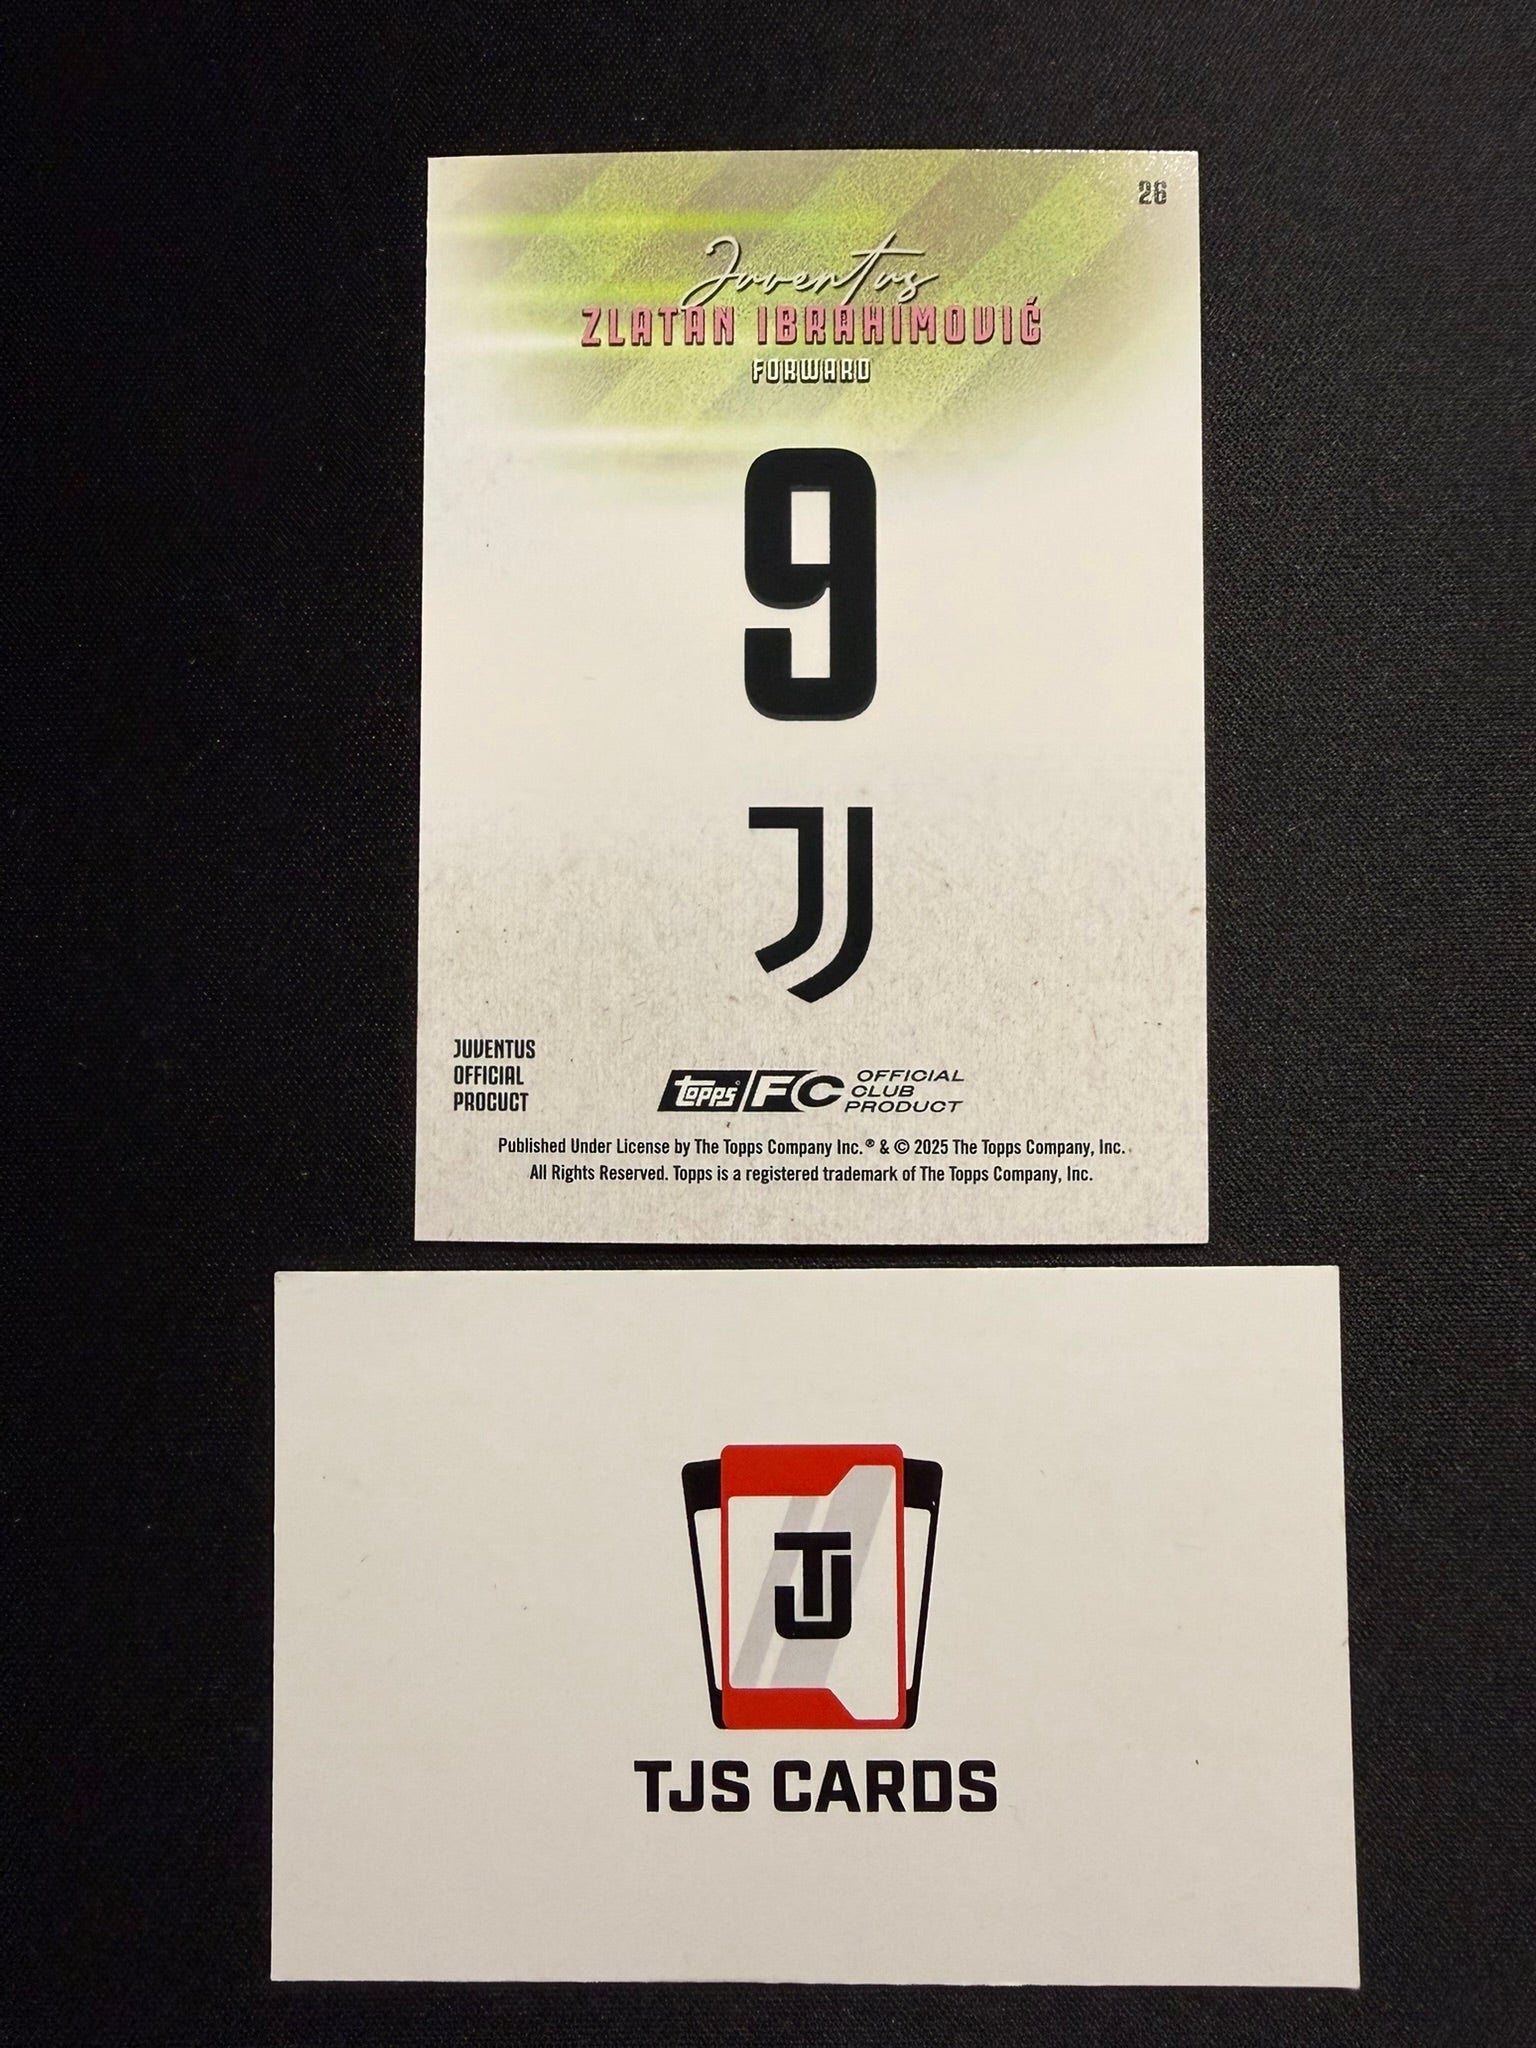 26
Juventus
ZLATAN IBRAHIMOVIĆ
FORWARD
9
JUVENTUS
OFFICIAL
PROCUCT
topps FC OFFICIAL
CLUB
PRODUCT
Published Under License by The Topps Company Inc.® & © 2025 The Topps Company, Inc.
All Rights Reserved. Topps is a registered trademark of The Topps Company, Inc.
TJ
TJS CARDS